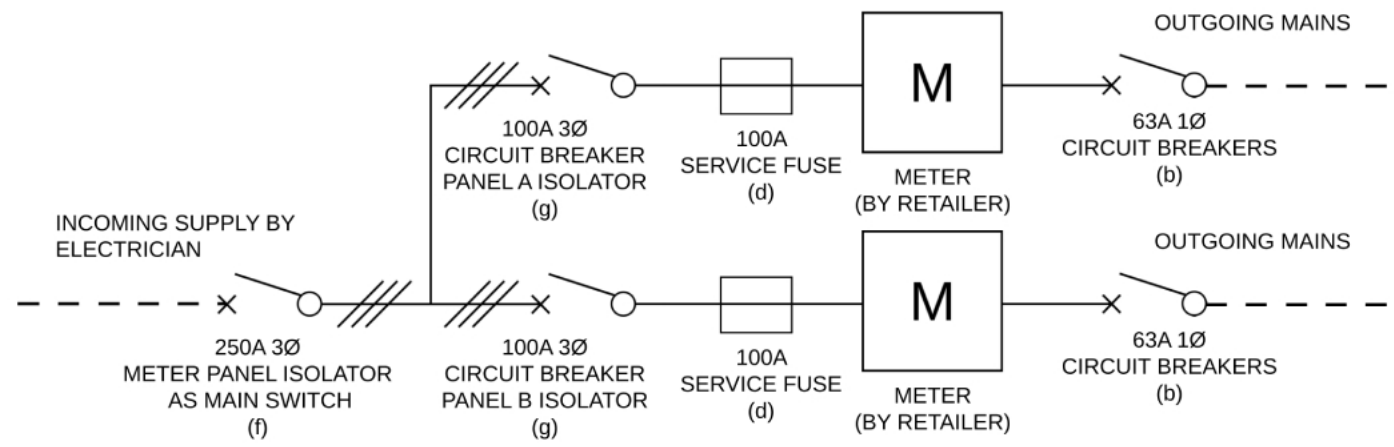 OUTGOING MAINS
M
100A 3Ø
CIRCUIT BREAKER
PANEL A ISOLATOR
(g)
100A
SERVICE FUSE
(d)
METER
(BY RETAILER)
63A 1Ø
CIRCUIT BREAKERS
(b)
INCOMING SUPPLY BY
ELECTRICIAN
250A 3Ø
METER PANEL ISOLATOR
AS MAIN SWITCH
(f)
OUTGOING MAINS
M
100A 3Ø
CIRCUIT BREAKER
PANEL B ISOLATOR
(g)
100A
SERVICE FUSE
(d)
METER
(BY RETAILER)
63A 1Ø
CIRCUIT BREAKERS
(b)